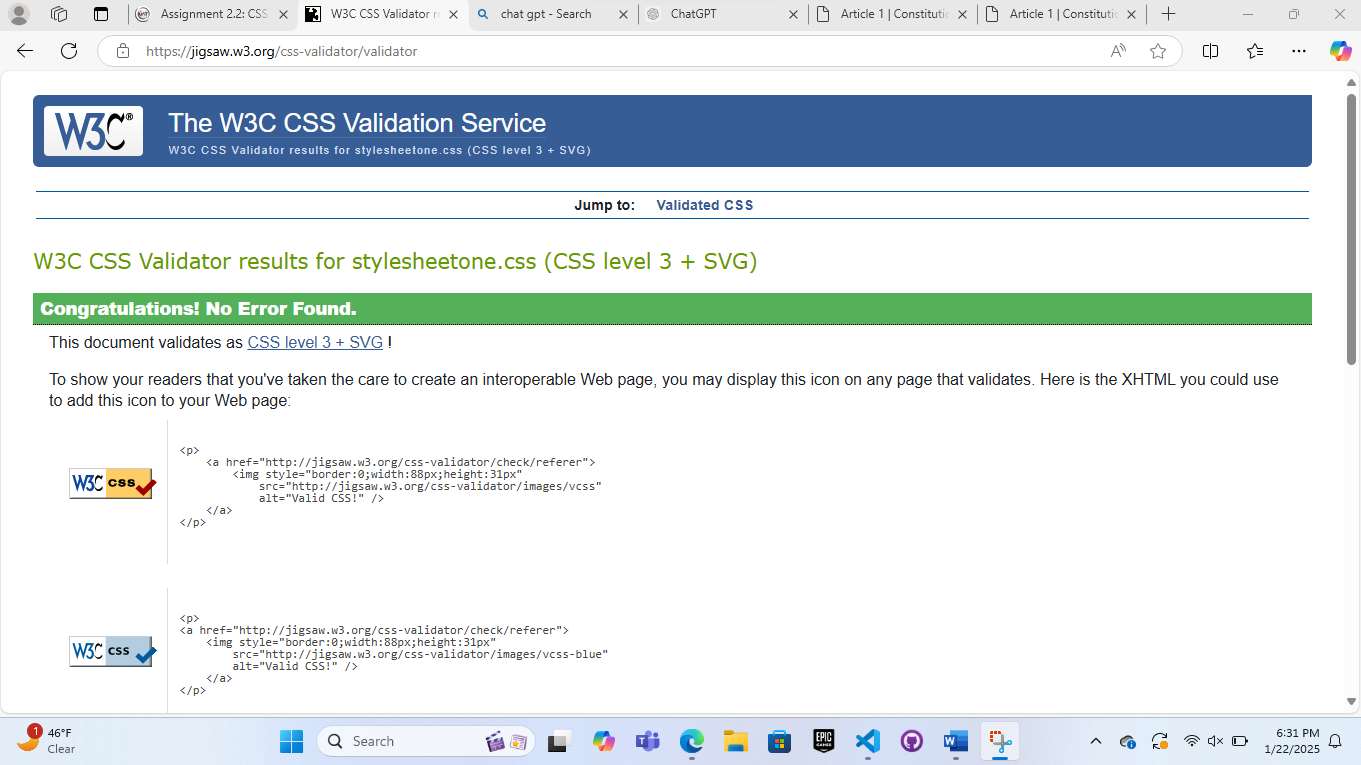 Assignment 2.2: CSS
W3C CSS Validator re
chat gpt - Search
ChatGPT
Article 1 | Constitutio
Article 1 | Constitutio
https://jigsaw.w3.org/css-validator/validator
W3C®
The W3C CSS Validation Service
W3C CSS Validator results for stylesheetone.css (CSS level 3 + SVG)
Jump to: Validated CSS
W3C CSS Validator results for stylesheetone.css (CSS level 3 + SVG)
Congratulations! No Error Found.
This document validates as CSS level 3 + SVG !
To show your readers that you've taken the care to create an interoperable Web page, you may display this icon on any page that validates. Here is the XHTML you could use
to add this icon to your Web page:
W3C css
<p>
<a href="http://jigsaw.w3.org/css-validator/check/referer">
<img style="border:0;width:88px;height:31px"
src="http://jigsaw.w3.org/css-validator/images/vcss"
alt="Valid CSS!" />
</a>
</p>
W3C css
<p>
<a href="http://jigsaw.w3.org/css-validator/check/referer">
<img style="border:0;width:88px;height:31px"
src="http://jigsaw.w3.org/css-validator/images/vcss-blue"
alt="Valid CSS!" />
</a>
</p>
1
46°F
Clear
Search
EPIC
GAMES
6:31 PM
1/22/2025